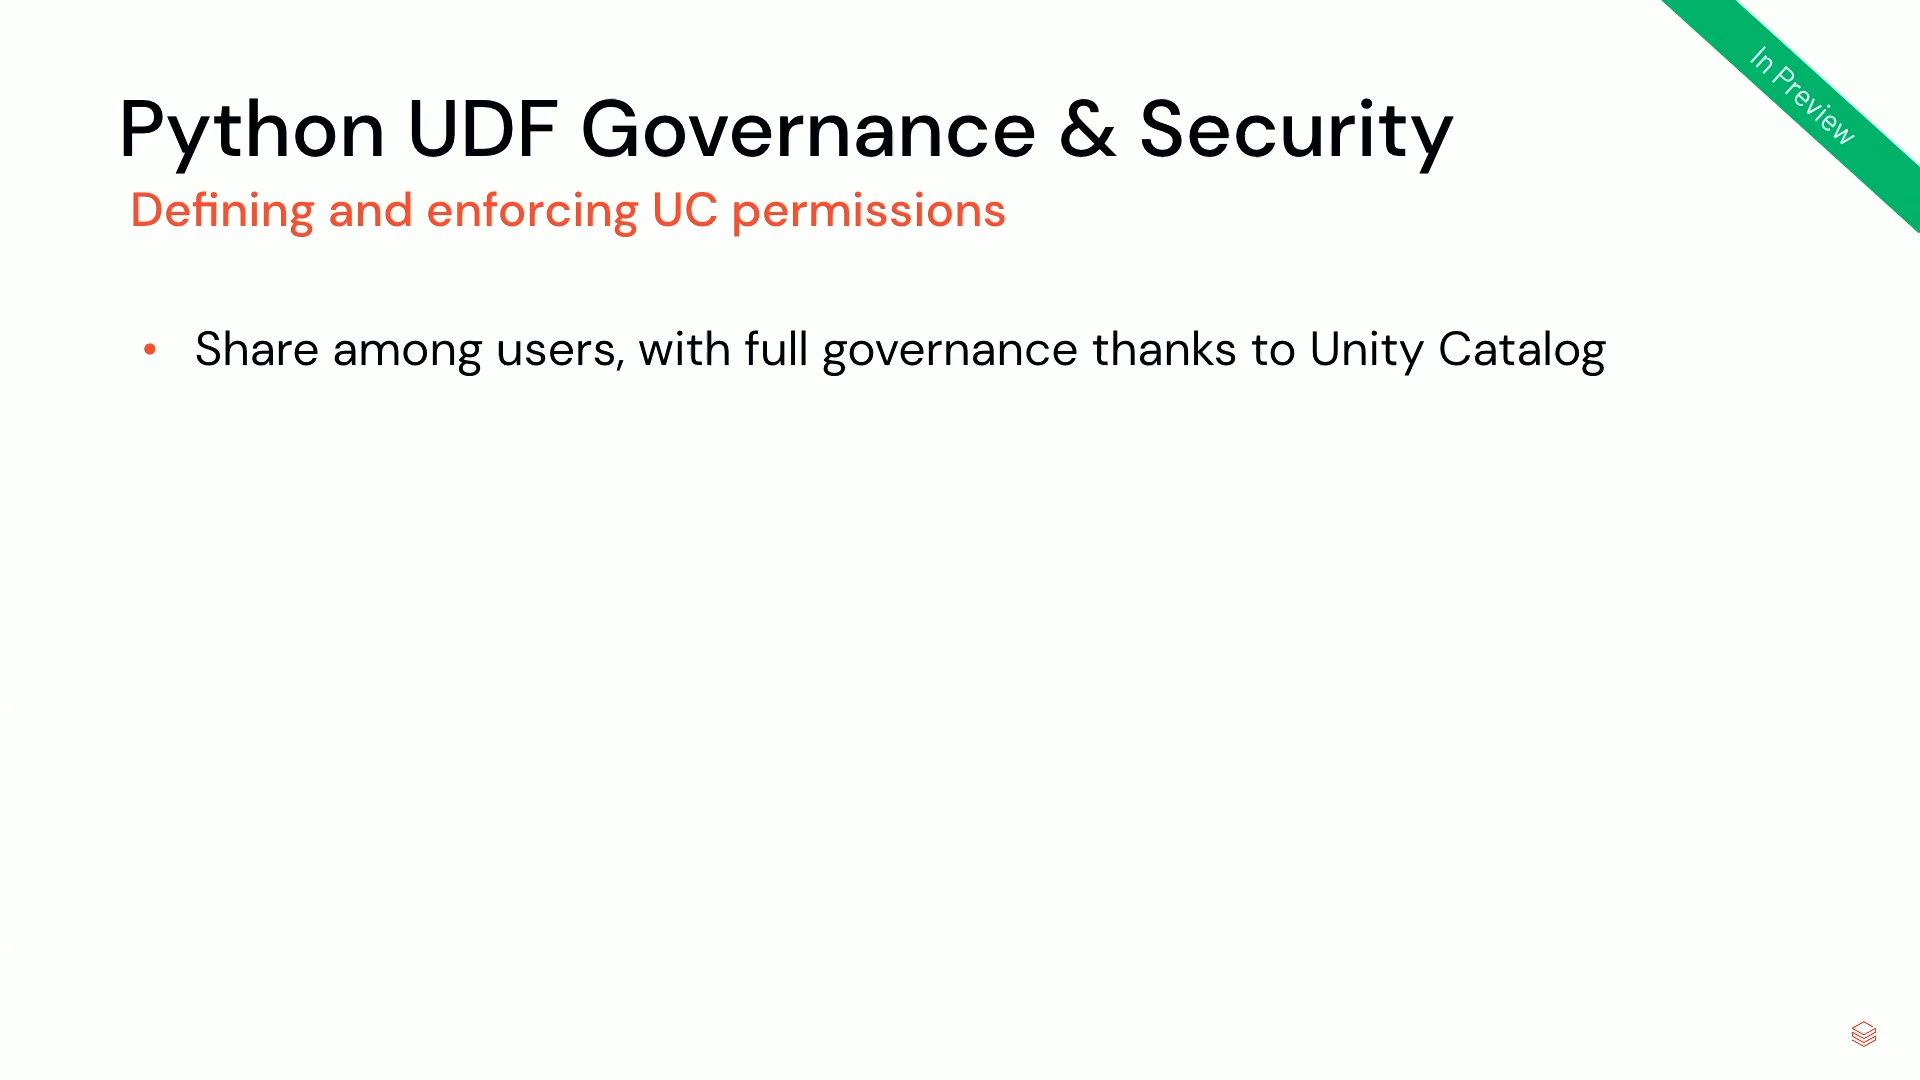 In Preview
Python UDF Governance & Security
Defining and enforcing UC permissions
• Share among users, with full governance thanks to Unity Catalog